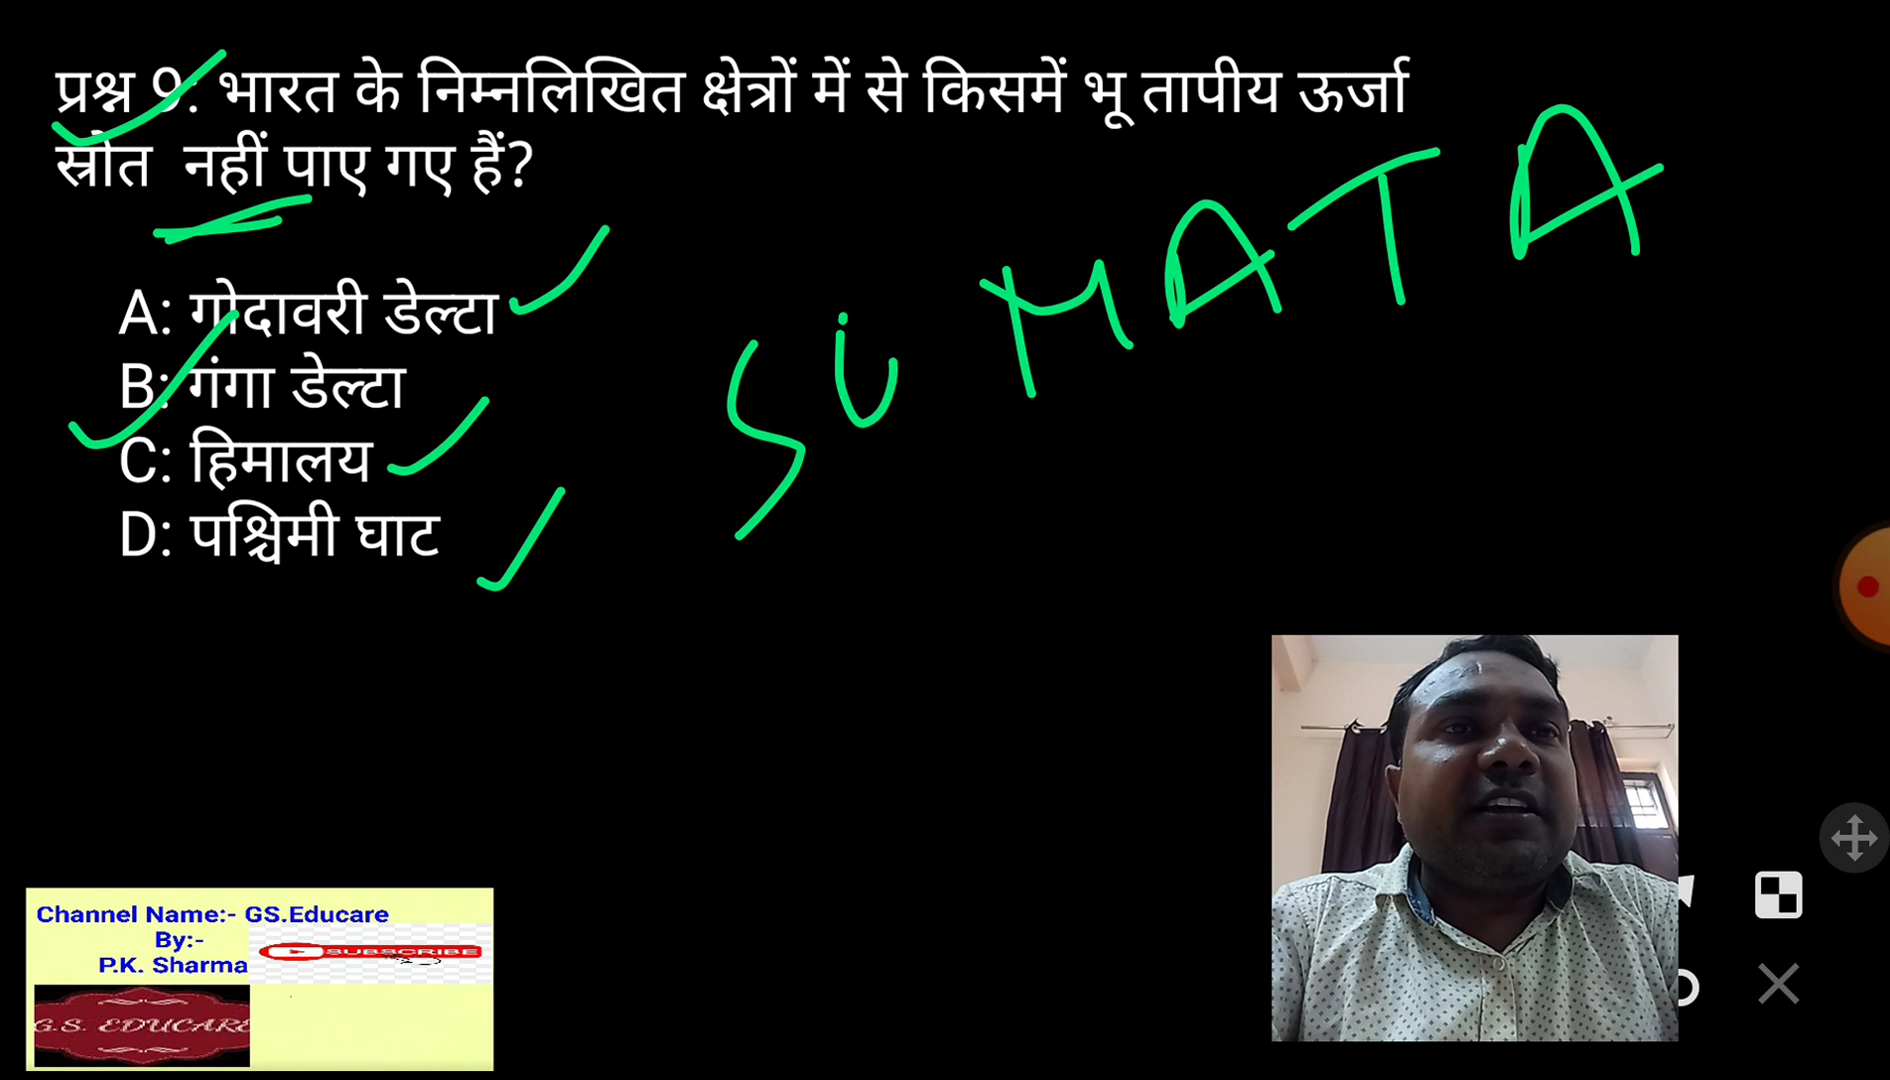 प्रश्न 9: भारत के निम्नलिखित क्षेत्रों में से किसमें भू तापीय ऊर्जा
स्रोत नहीं पाए गए हैं?
A: गोदावरी डेल्टा
B: गंगा डेल्टा
C: हिमालय
D: पश्चिमी घाट
SUMATA
Channel Name:- GS.Educare
By:-
P.K. Sharma
SUBSCRIBE
G.S. EDUCARE